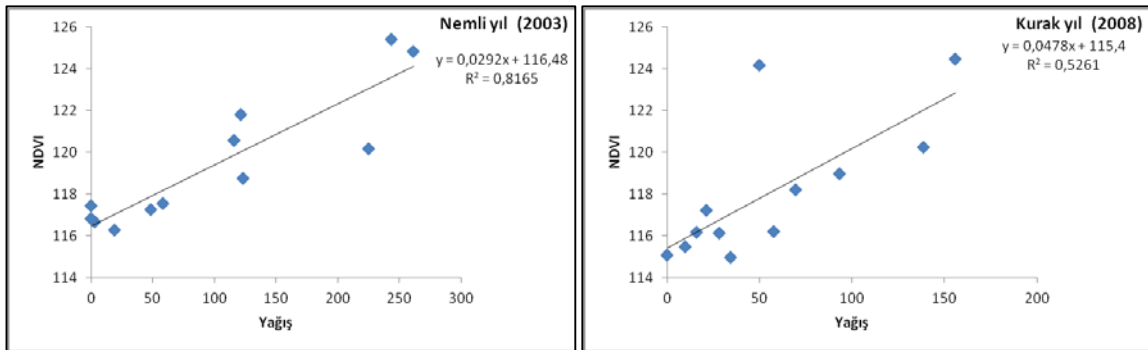 Nemli yıl (2003)
y = 0,0292x + 116,48
R² = 0,8165
NDVI
126
124
122
120
118
116
114
0 50 100 150 200 250 300
Yağış
Kurak yıl (2008)
y = 0,0478x + 115,4
R² = 0,5261
NDVI
126
124
122
120
118
116
114
0 50 100 150 200
Yağış